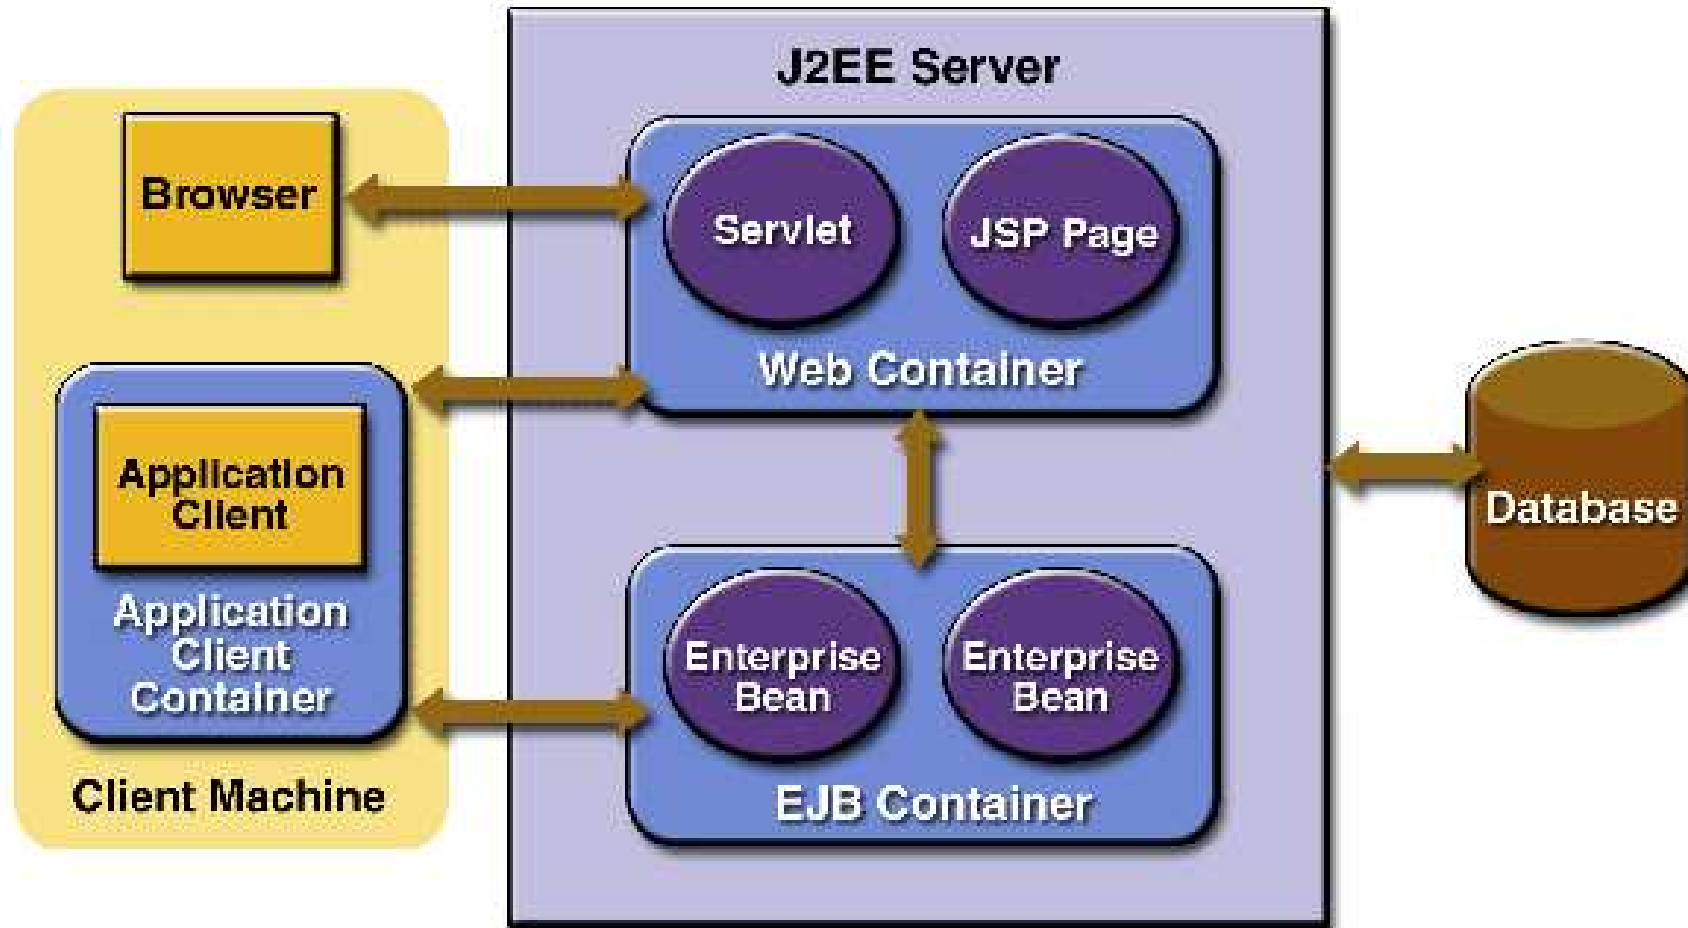 J2EE Server
Browser
Servlet
JSP Page
Web Container
Application
Client
Application
Client
Container
Client Machine
Enterprise
Bean
Enterprise
Bean
EJB Container
Database